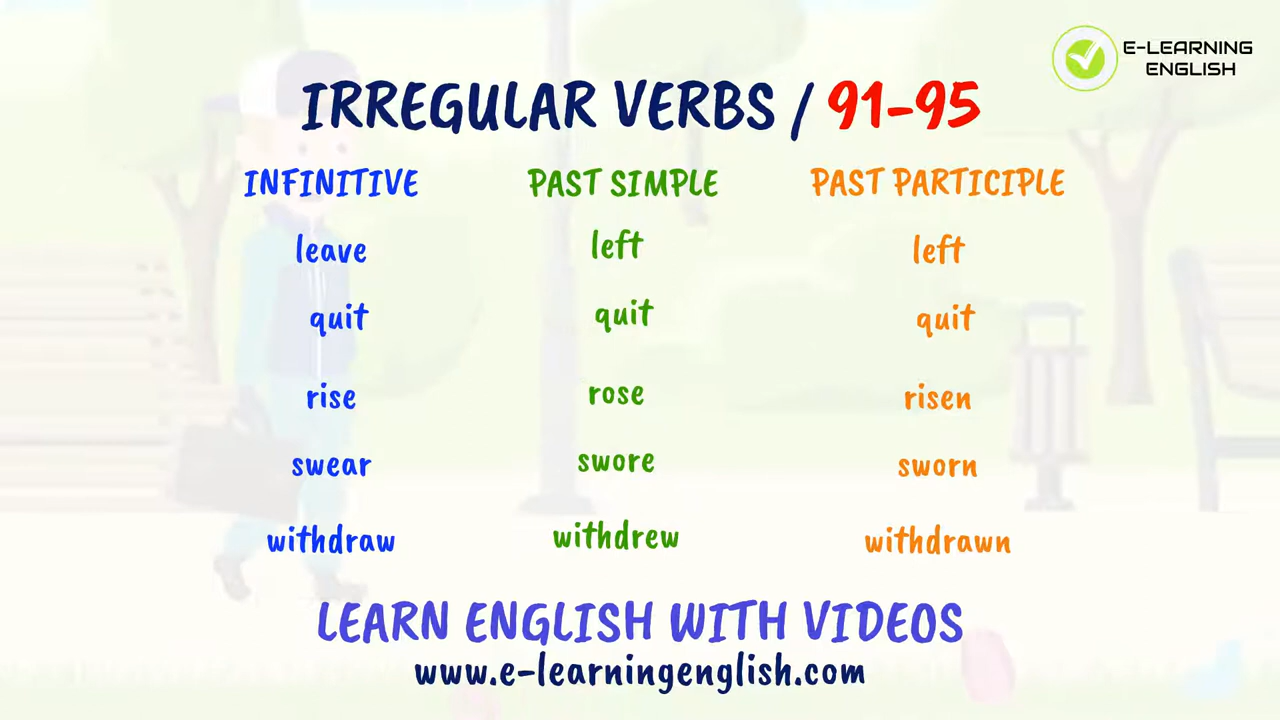 E-LEARNING
ENGLISH
IRREGULAR VERBS / 91-95
INFINITIVE PAST SIMPLE PAST PARTICIPLE
leave left left
quit quit quit
rise rose risen
swear swore sworn
withdraw withdrew withdrawn
LEARN ENGLISH WITH VIDEOS
www.e-learningenglish.com